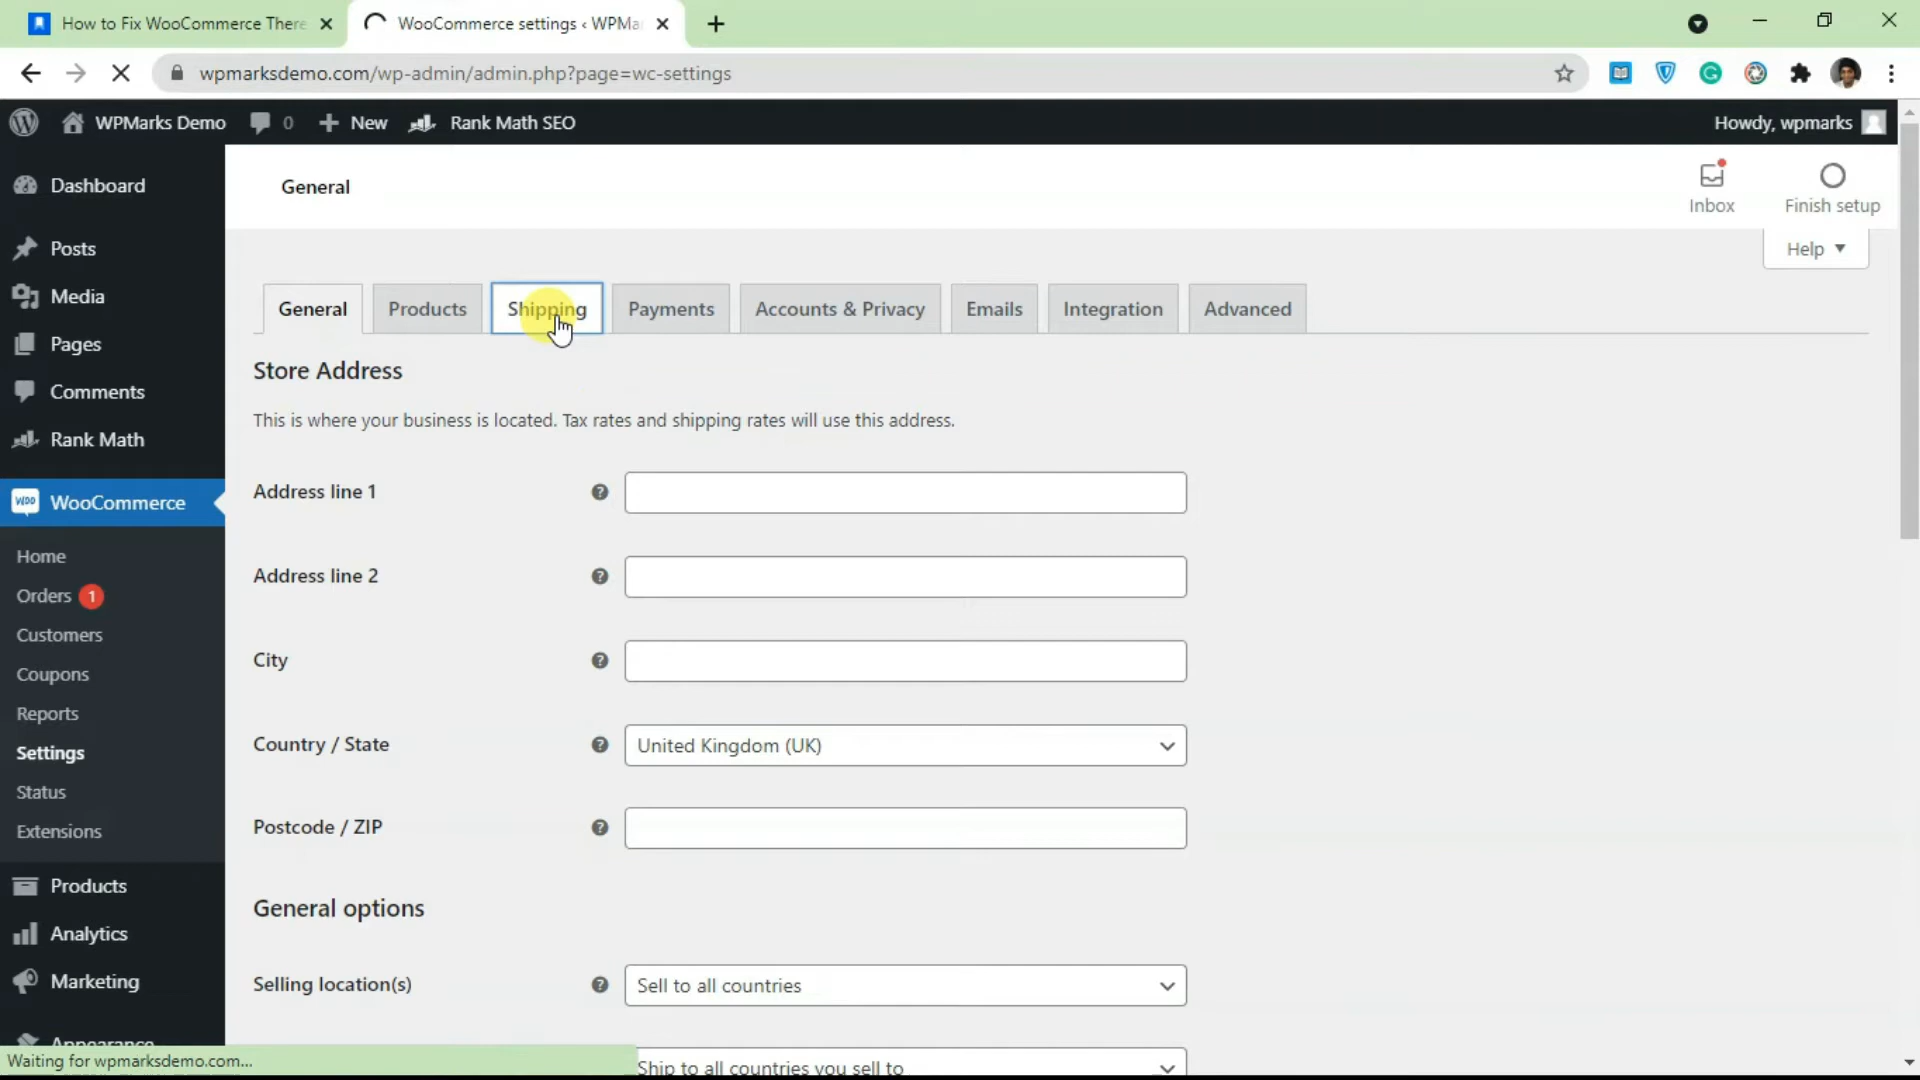 How to Fix WooCommerce There
WooCommerce settings ‹ WPMa
wpmarksdemo.com/wp-admin/admin.php?page=wc-settings
WPMarks Demo 0 New Rank Math SEO Howdy, wpmarks
Dashboard
Posts
Media
Pages
Comments
Rank Math
woo WooCommerce
Home
Orders 1
Customers
Coupons
Reports
Settings
Status
Extensions
Products
Analytics
Marketing
Appearance
General
Inbox
Finish setup
Help
General Products Shipping Payments Accounts & Privacy Emails Integration Advanced
Store Address
This is where your business is located. Tax rates and shipping rates will use this address.
Address line 1
Address line 2
City
Country / State United Kingdom (UK)
Postcode / ZIP
General options
Selling location(s) Sell to all countries
Ship to all countries you sell to
Waiting for wpmarksdemo.com...